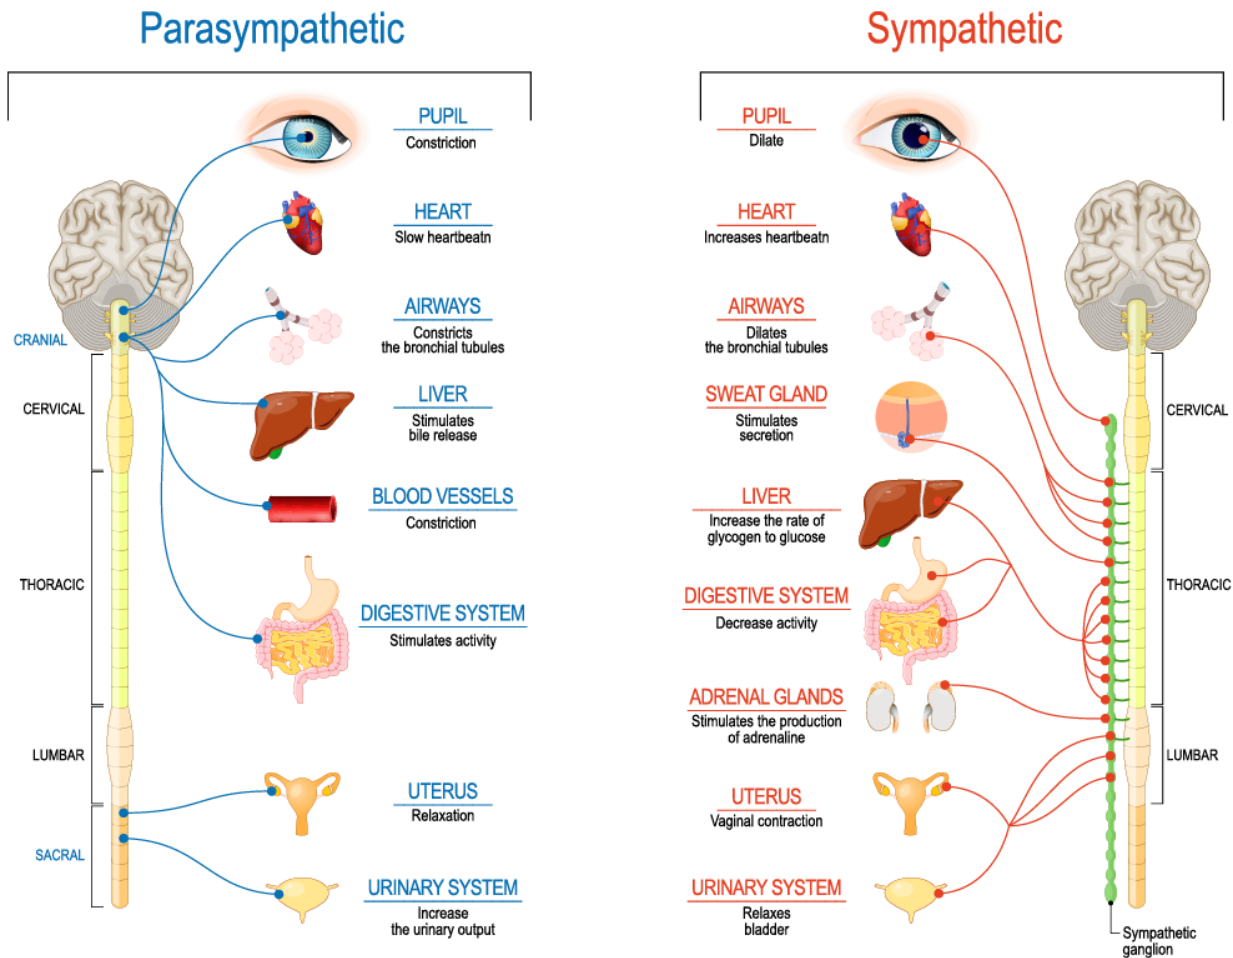 Parasympathetic
PUPIL
Constriction
HEART
Slow heartbeatn
AIRWAYS
Constricts
the bronchial tubules
CRANIAL
LIVER
Stimulates
bile release
CERVICAL
BLOOD VESSELS
Constriction
THORACIC
DIGESTIVE SYSTEM
Stimulates activity
LUMBAR
UTERUS
Relaxation
SACRAL
URINARY SYSTEM
Increase
the urinary output
Sympathetic
PUPIL
Dilate
HEART
Increases heartbeatn
AIRWAYS
Dilates
the bronchial tubules
SWEAT GLAND
Stimulates
secretion
CERVICAL
LIVER
Increase the rate of
glycogen to glucose
THORACIC
DIGESTIVE SYSTEM
Decrease activity
ADRENAL GLANDS
Stimulates the production
of adrenaline
LUMBAR
UTERUS
Vaginal contraction
URINARY SYSTEM
Relaxes
bladder
Sympathetic
ganglion